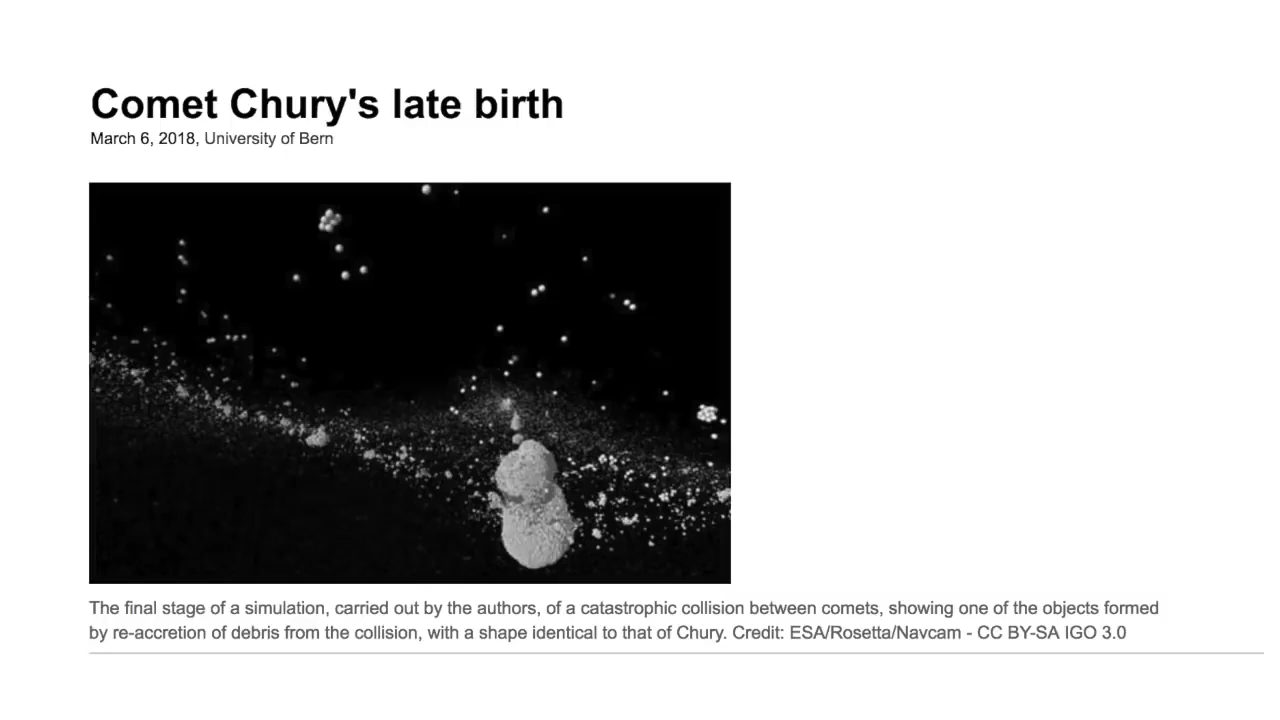 Comet Chury's late birth
March 6, 2018, University of Bern
The final stage of a simulation, carried out by the authors, of a catastrophic collision between comets, showing one of the objects formed
by re-accretion of debris from the collision, with a shape identical to that of Chury. Credit: ESA/Rosetta/Navcam - CC BY-SA IGO 3.0